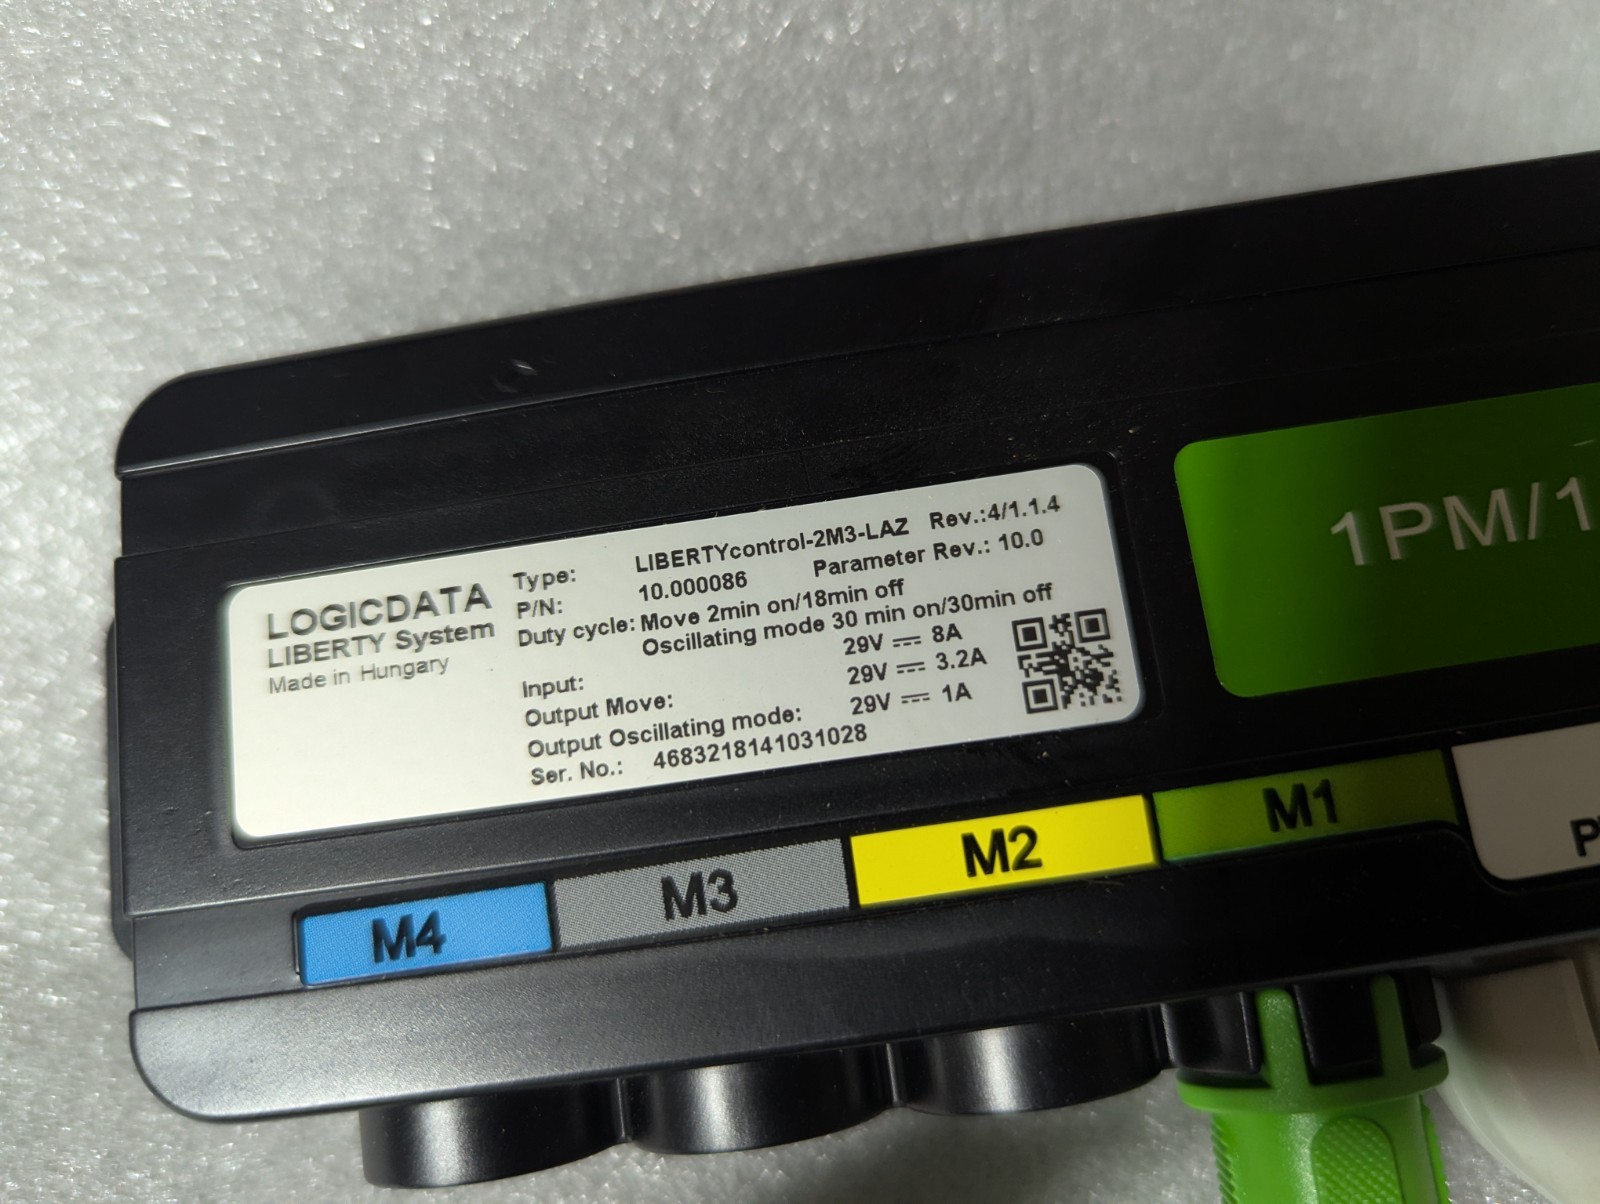 LOGICDATA
LIBERTY System
Made in Hungary
Type: LIBERTYcontrol-2M3-LAZ Rev.:4/1.1.4
P/N: 10.000086 Parameter Rev.: 10.0
Duty cycle: Move 2min on/18min off
Oscillating mode 30 min on/30min off
Input: 29V ⎓ 8A
Output Move: 29V ⎓ 3.2A
Output Oscillating mode: 29V ⎓ 1A
Ser. No.: 4683218141031028
1PM/1
M4 M3 M2 M1